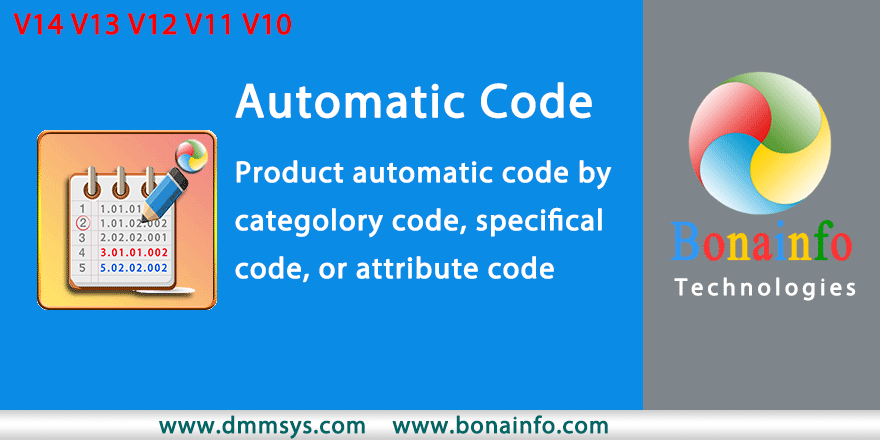 V14 V13 V12 V11 V10
Automatic Code
Product automatic code by
categolory code, specifical
code, or attribute code
1 1.01.01
2 1.01.02.002
3 2.02.02.001
4 3.01.01.002
5 5.02.02.002
Bonainfo
Technologies
www.dmmsys.com www.bonainfo.com